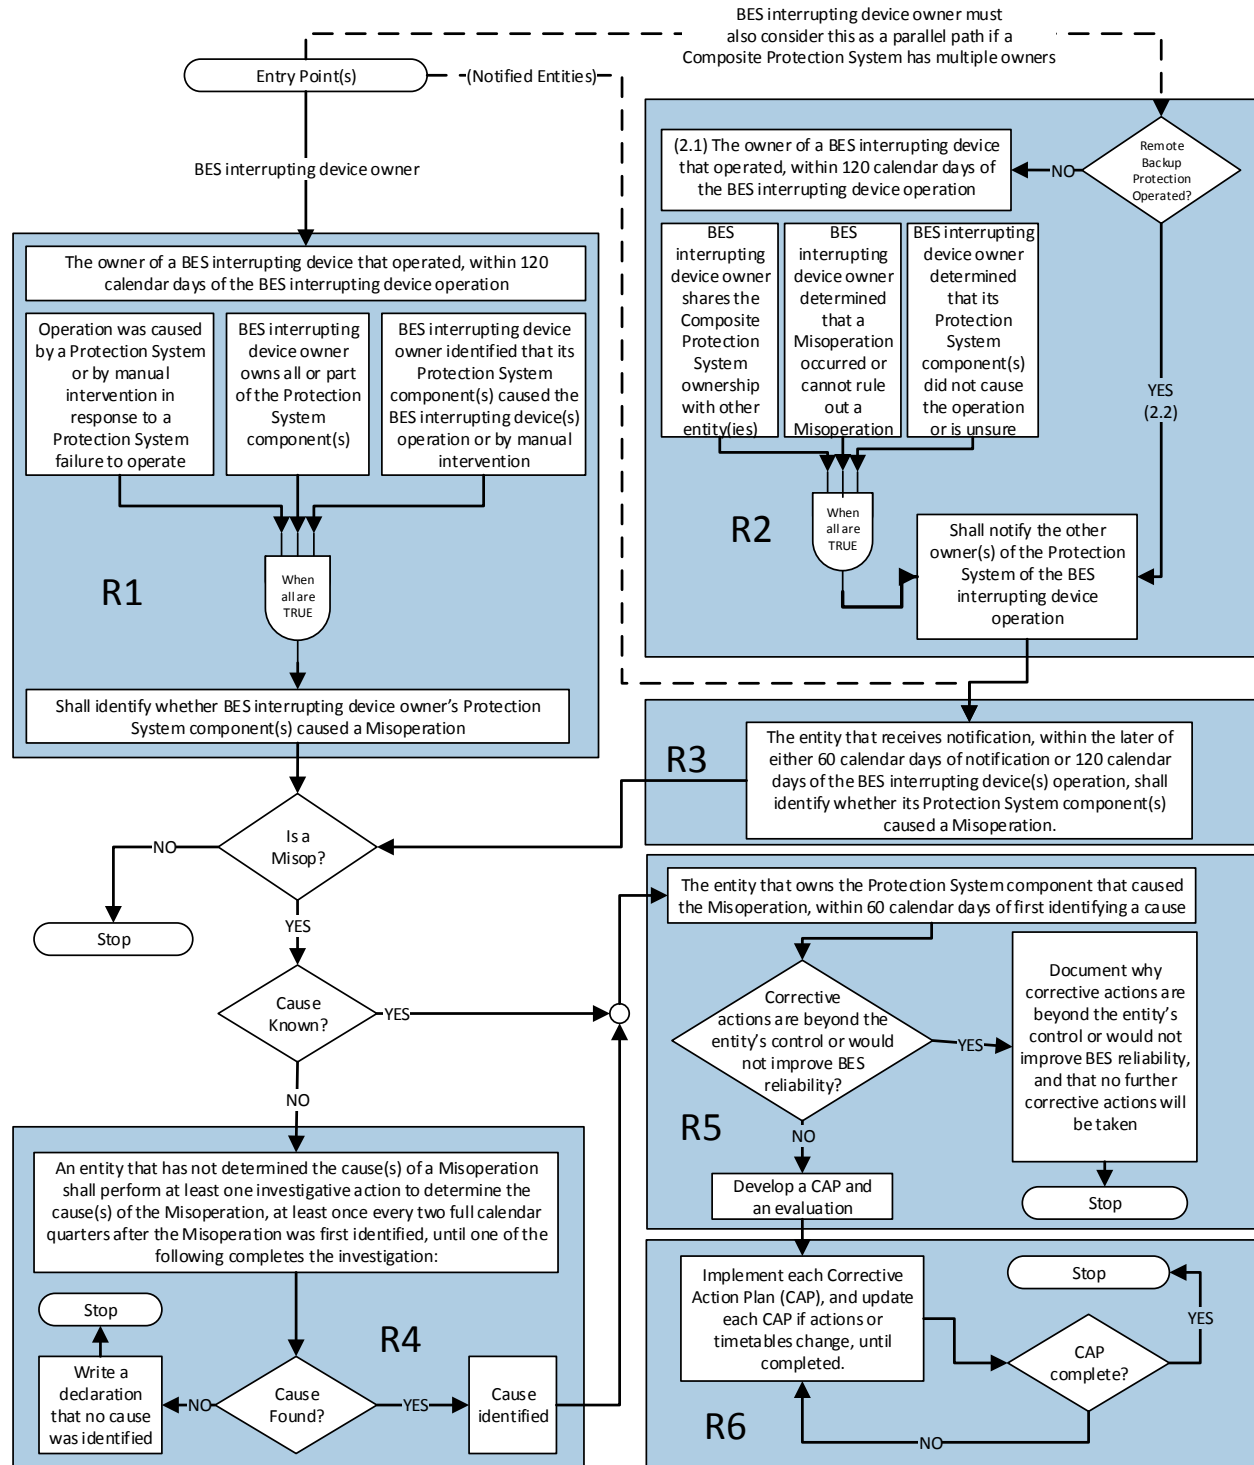 BES interrupting device owner must
also consider this as a parallel path if a
Composite Protection System has multiple owners
Entry Point(s)
(Notified Entities)
BES interrupting device owner
Remote
Backup
Protection
Operated?
NO
(2.1) The owner of a BES interrupting device
that operated, within 120 calendar days of
the BES interrupting device operation
BES
interrupting
device owner
shares the
Composite
Protection
System
ownership
with other
entity(ies)
BES
interrupting
device owner
determined
that a
Misoperation
occurred or
cannot rule
out a
Misoperation
BES interrupting
device owner
determined
that its
Protection
System
component(s)
did not cause
the operation
or is unsure
YES
(2.2)
When
all are
TRUE
R2
Shall notify the other
owner(s) of the Protection
System of the BES
interrupting device
operation
The owner of a BES interrupting device that operated, within 120
calendar days of the BES interrupting device operation
Operation was caused
by a Protection System
or by manual
intervention in
response to a
Protection System
failure to operate
BES interrupting
device owner
owns all or part
of the Protection
System
component(s)
BES interrupting device
owner identified that its
Protection System
component(s) caused the
BES interrupting device(s)
operation or by manual
intervention
When
all are
TRUE
R1
Shall identify whether BES interrupting device owner's Protection
System component(s) caused a Misoperation
R3
The entity that receives notification, within the later of
either 60 calendar days of notification or 120 calendar
days of the BES interrupting device(s) operation, shall
identify whether its Protection System component(s)
caused a Misoperation.
Is a
Misop?
NO
Stop
YES
Cause
Known?
YES
NO
The entity that owns the Protection System component that caused
the Misoperation, within 60 calendar days of first identifying a cause
Corrective
actions are beyond the
entity's control or would
not improve BES
reliability?
YES
Document why
corrective actions are
beyond the entity's
control or would not
improve BES reliability,
and that no further
corrective actions will
be taken
Stop
R5
NO
Develop a CAP and
an evaluation
An entity that has not determined the cause(s) of a Misoperation
shall perform at least one investigative action to determine the
cause(s) of the Misoperation, at least once every two full calendar
quarters after the Misoperation was first identified, until one of the
following completes the investigation:
Stop
R4
Write a
declaration
that no cause
was identified
NO
Cause
Found?
YES
Cause
identified
Implement each Corrective
Action Plan (CAP), and update
each CAP if actions or
timetables change, until
completed.
Stop
YES
CAP
complete?
NO
R6